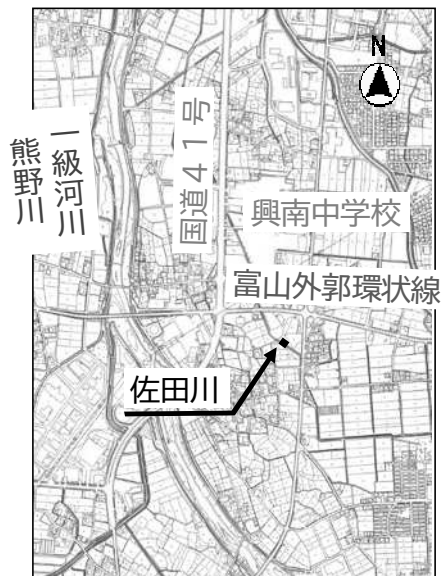 N
一級河川
熊野川
国道41号
興南中学校
富山外郭環状線
佐田川